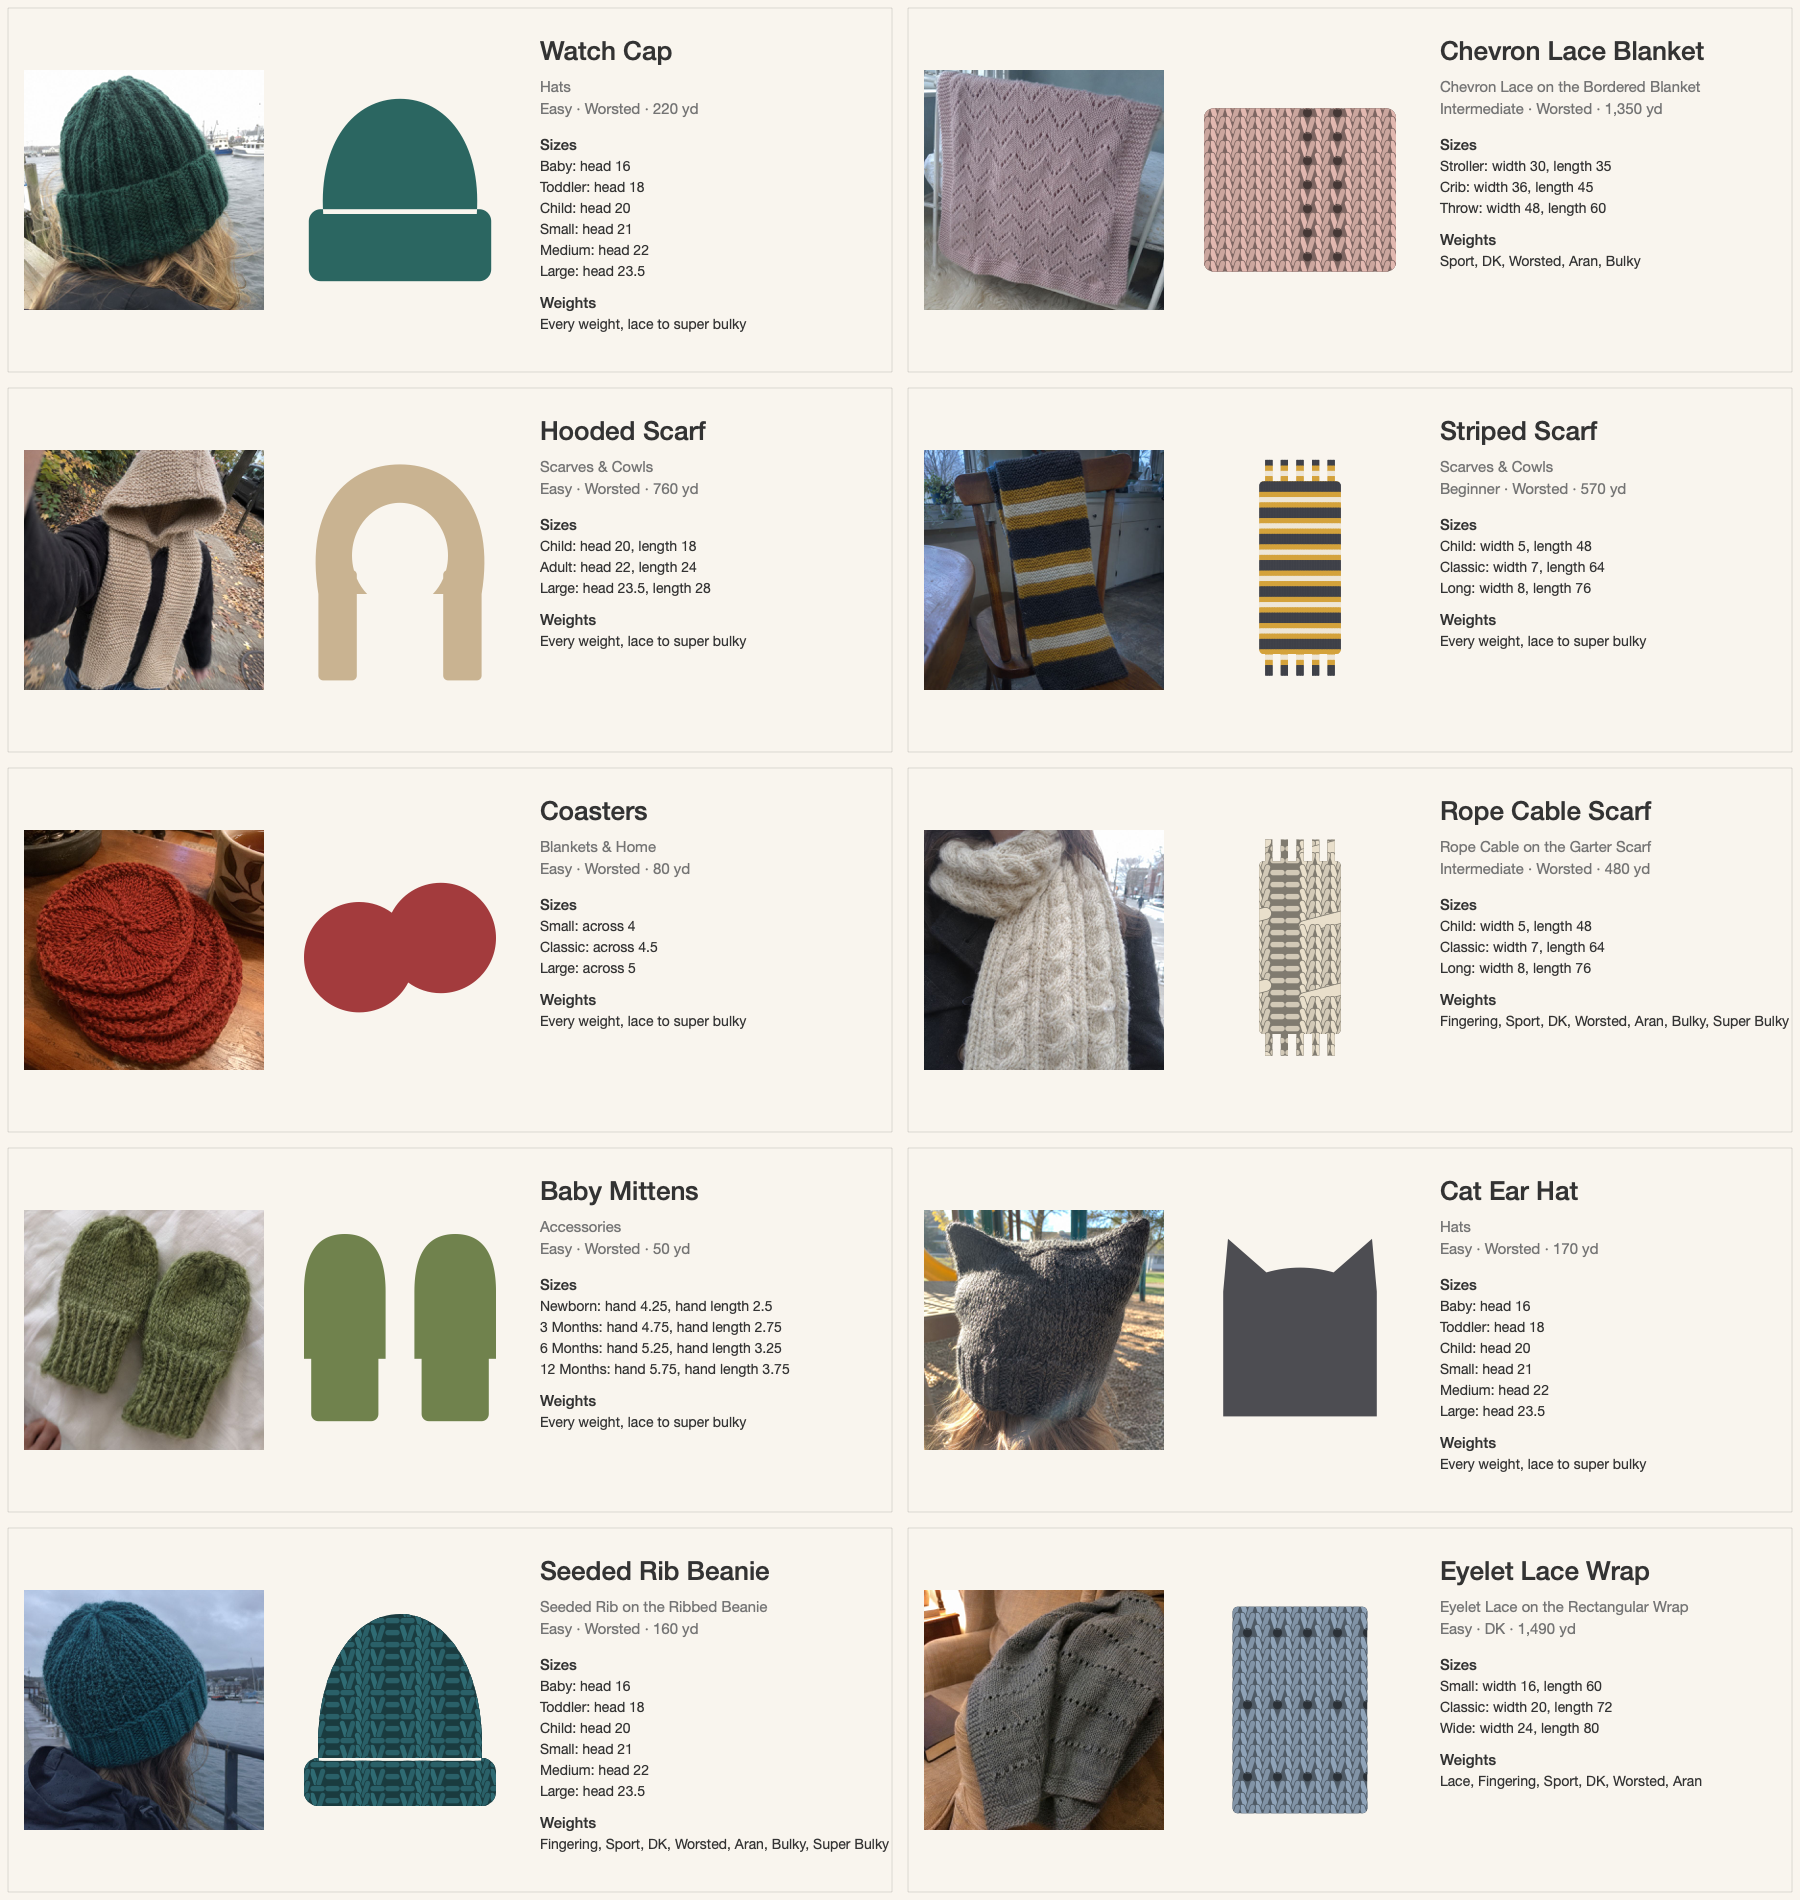 Watch Cap
Hats
Easy · Worsted · 220 yd
Sizes
Baby: head 16
Toddler: head 18
Child: head 20
Small: head 21
Medium: head 22
Large: head 23.5
Weights
Every weight, lace to super bulky
Chevron Lace Blanket
Chevron Lace on the Bordered Blanket
Intermediate · Worsted · 1,350 yd
Sizes
Stroller: width 30, length 35
Crib: width 36, length 45
Throw: width 48, length 60
Weights
Sport, DK, Worsted, Aran, Bulky
Hooded Scarf
Scarves & Cowls
Easy · Worsted · 760 yd
Sizes
Child: head 20, length 18
Adult: head 22, length 24
Large: head 23.5, length 28
Weights
Every weight, lace to super bulky
Striped Scarf
Scarves & Cowls
Beginner · Worsted · 570 yd
Sizes
Child: width 5, length 48
Classic: width 7, length 64
Long: width 8, length 76
Weights
Every weight, lace to super bulky
Coasters
Blankets & Home
Easy · Worsted · 80 yd
Sizes
Small: across 4
Classic: across 4.5
Large: across 5
Weights
Every weight, lace to super bulky
Rope Cable Scarf
Rope Cable on the Garter Scarf
Intermediate · Worsted · 480 yd
Sizes
Child: width 5, length 48
Classic: width 7, length 64
Long: width 8, length 76
Weights
Fingering, Sport, DK, Worsted, Aran, Bulky, Super Bulky
Baby Mittens
Accessories
Easy · Worsted · 50 yd
Sizes
Newborn: hand 4.25, hand length 2.5
3 Months: hand 4.75, hand length 2.75
6 Months: hand 5.25, hand length 3.25
12 Months: hand 5.75, hand length 3.75
Weights
Every weight, lace to super bulky
Cat Ear Hat
Hats
Easy · Worsted · 170 yd
Sizes
Baby: head 16
Toddler: head 18
Child: head 20
Small: head 21
Medium: head 22
Large: head 23.5
Weights
Every weight, lace to super bulky
Seeded Rib Beanie
Seeded Rib on the Ribbed Beanie
Easy · Worsted · 160 yd
Sizes
Baby: head 16
Toddler: head 18
Child: head 20
Small: head 21
Medium: head 22
Large: head 23.5
Weights
Fingering, Sport, DK, Worsted, Aran, Bulky, Super Bulky
Eyelet Lace Wrap
Eyelet Lace on the Rectangular Wrap
Easy · DK · 1,490 yd
Sizes
Small: width 16, length 60
Classic: width 20, length 72
Wide: width 24, length 80
Weights
Lace, Fingering, Sport, DK, Worsted, Aran